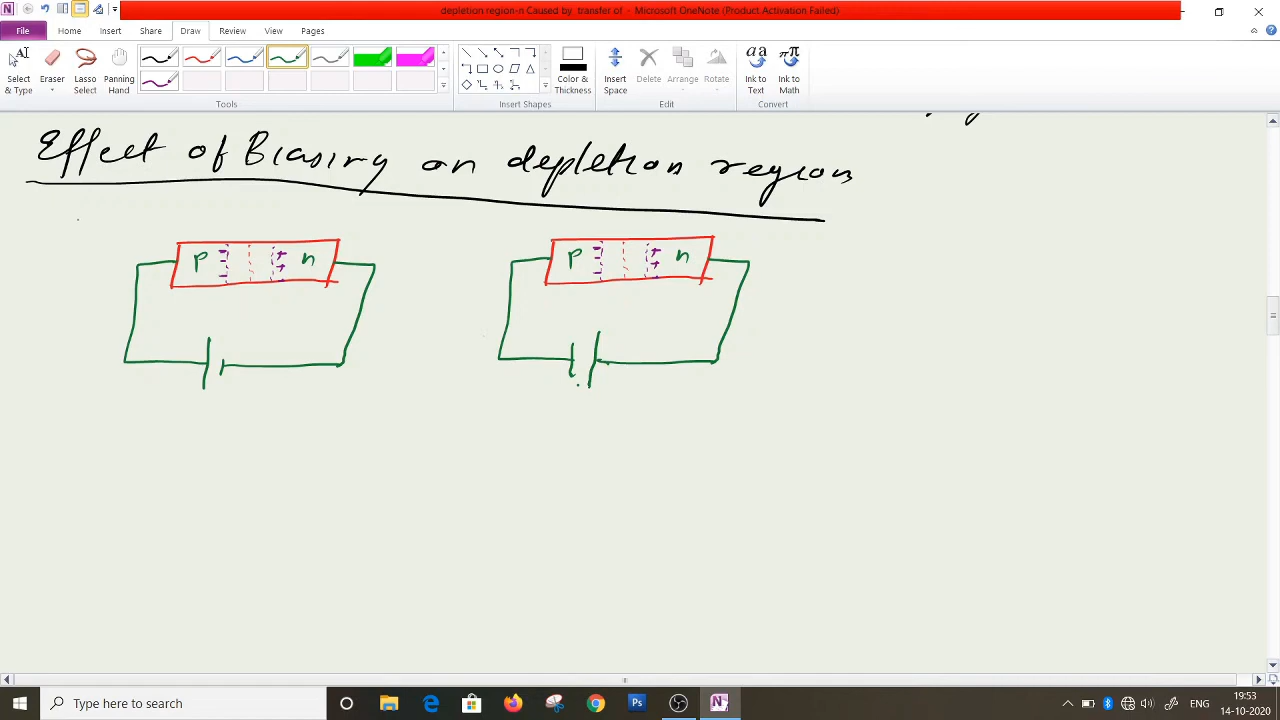 depletion region-n Caused by transfer of - Microsoft OneNote (Product Activation Failed)
File Home Insert Share Draw Review View Pages
Select & Type
Eraser
Lasso Select
Panning Hand
Color & Thickness
Insert Space
Delete
Arrange
Rotate
Ink to Text
Ink to Math
Tools
Insert Shapes
Edit
Convert
Effect of Biasing on depletion region
p n
p n
Type here to search
ENG
19:53
14-10-2020